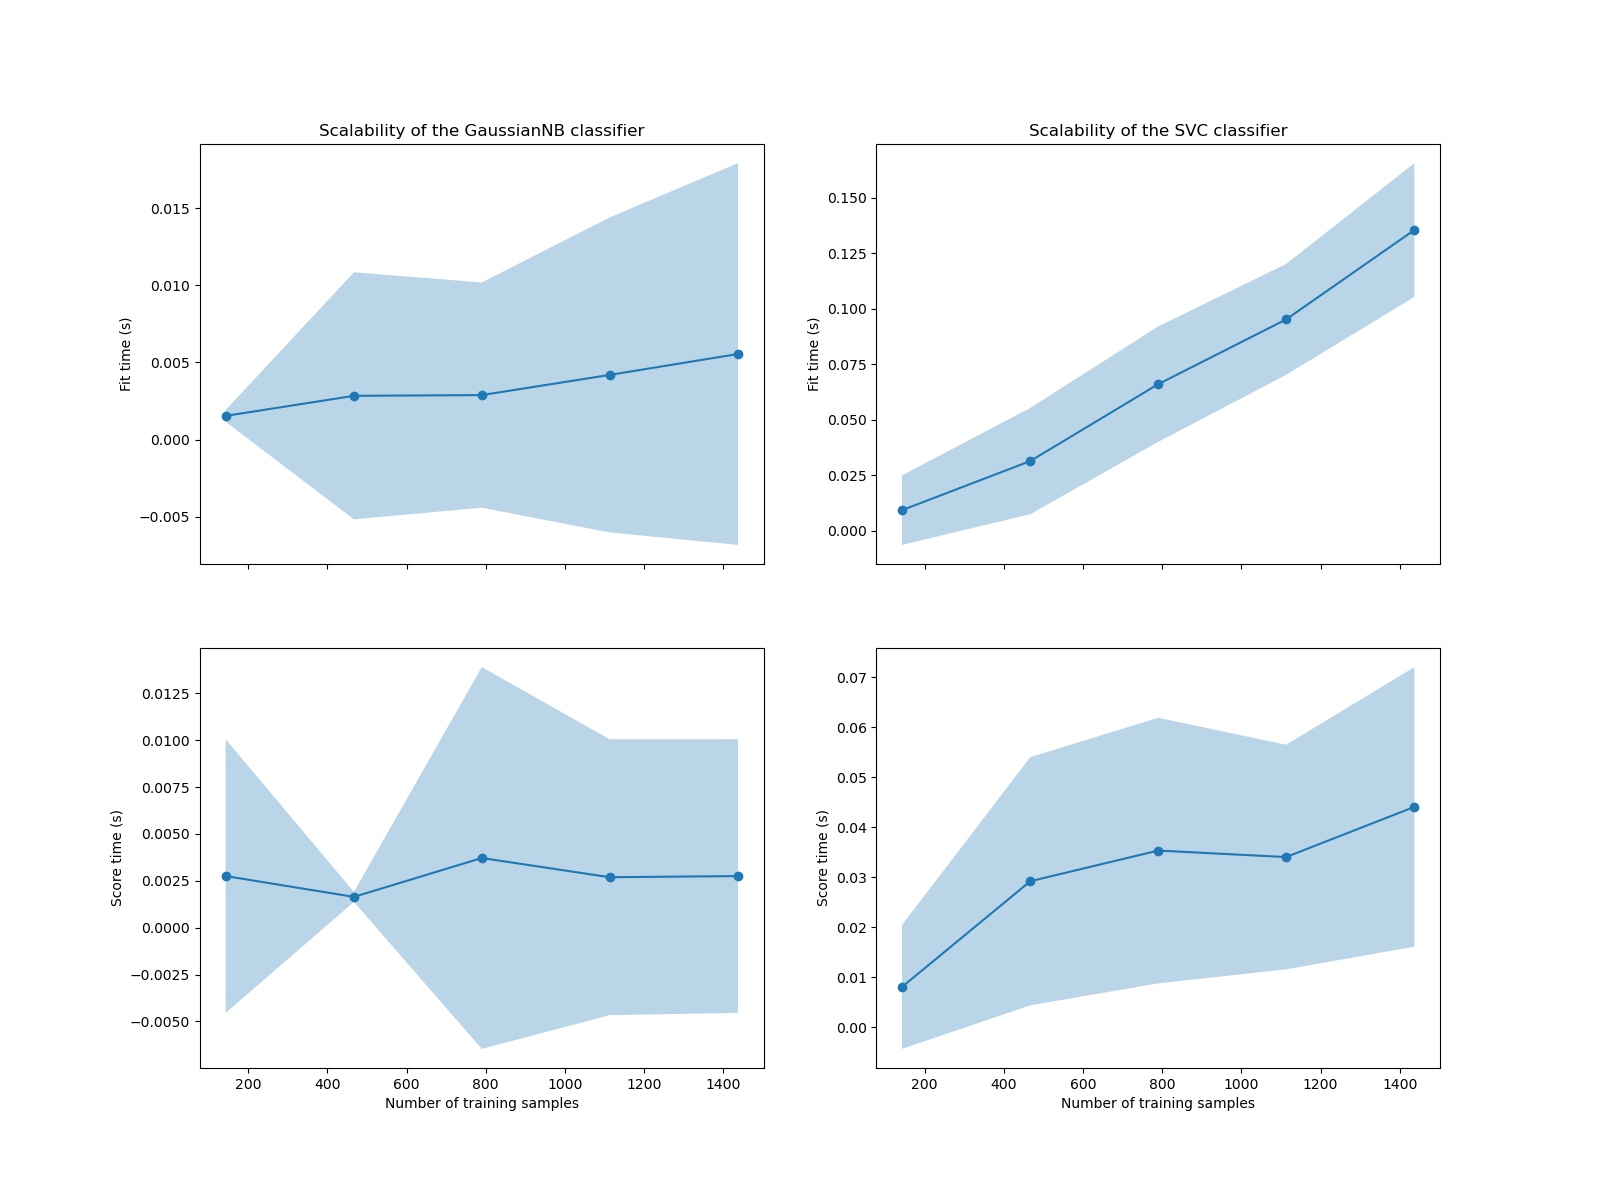 Scalability of the GaussianNB classifier
Fit time (s)
0.015
0.010
0.005
0.000
−0.005
Scalability of the SVC classifier
Fit time (s)
0.150
0.125
0.100
0.075
0.050
0.025
0.000
Score time (s)
0.0125
0.0100
0.0075
0.0050
0.0025
0.0000
−0.0025
−0.0050
200 400 600 800 1000 1200 1400
Number of training samples
Score time (s)
0.07
0.06
0.05
0.04
0.03
0.02
0.01
0.00
200 400 600 800 1000 1200 1400
Number of training samples